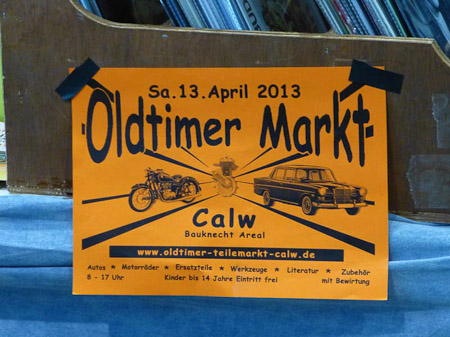 Sa.13.April 2013
-Oldtimer Markt-
Calw
Bauknecht Areal
www.oldtimer-teilemarkt-calw.de
Autos ★ Motorräder ★ Ersatzteile ★ Werkzeuge ★ Literatur ★ Zubehör
8 - 17 Uhr Kinder bis 14 Jahre Eintritt frei mit Bewirtung